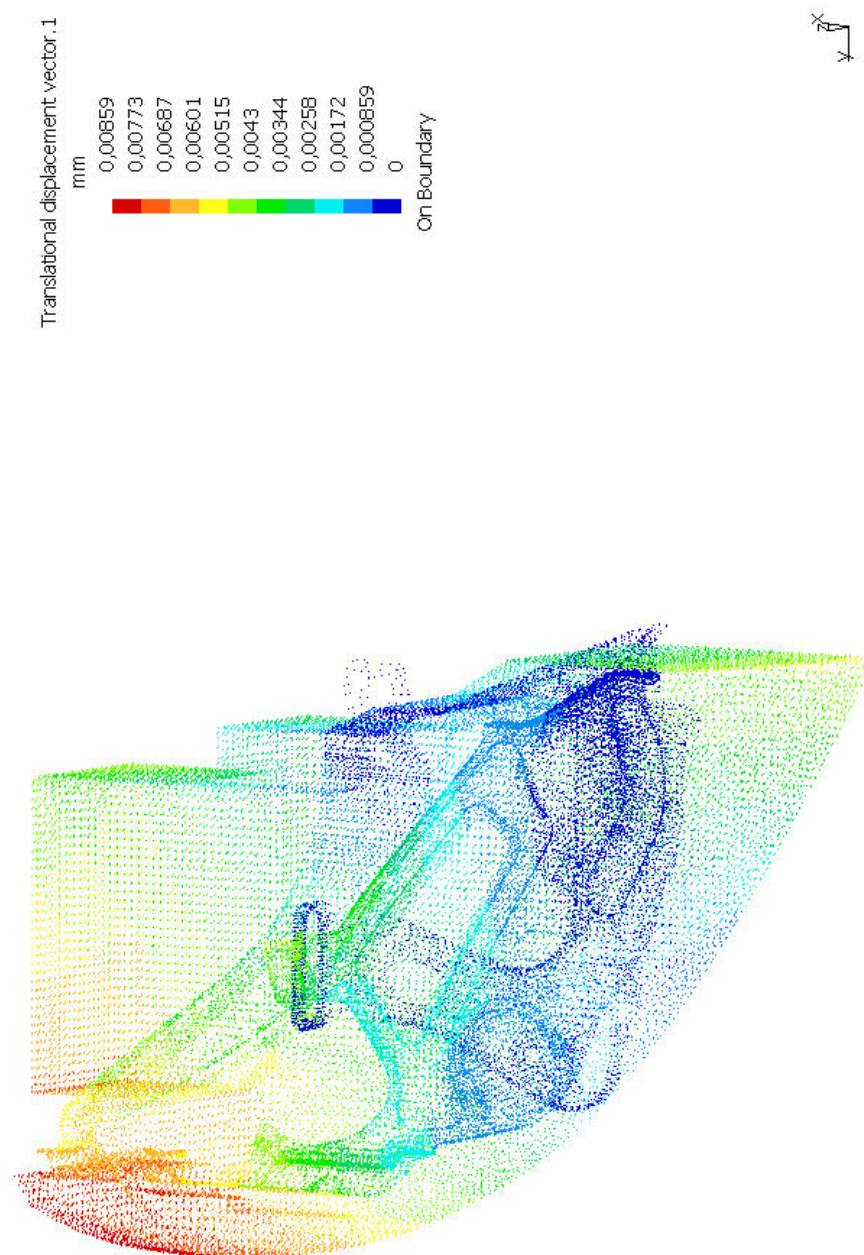 Translational displacement vector.1
mm
0,00859
0,00773
0,00687
0,00601
0,00515
0,0043
0,00344
0,00258
0,00172
0,000859
0
On Boundary
x
z
y